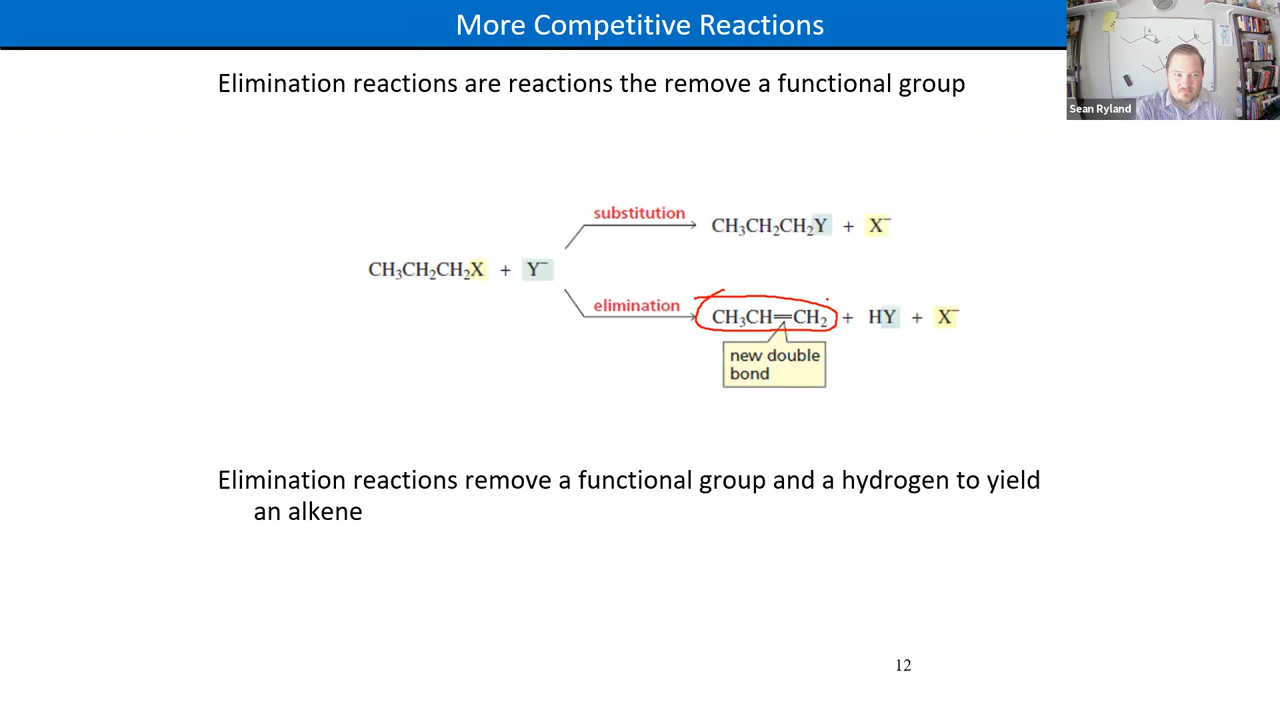 More Competitive Reactions
Sean Ryland
Elimination reactions are reactions the remove a functional group
substitution
CH₃CH₂CH₂Y + X⁻
CH₃CH₂CH₂X + Y⁻
elimination
CH₃CH=CH₂ + HY + X⁻
new double
bond
Elimination reactions remove a functional group and a hydrogen to yield
an alkene
12